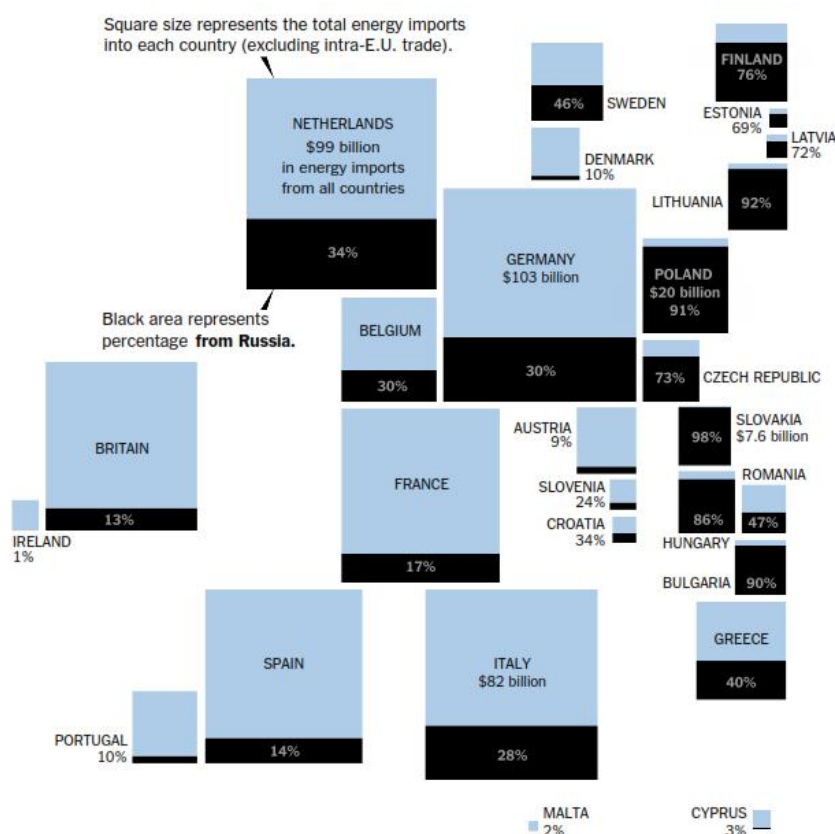 Square size represents the total energy imports
into each country (excluding intra-E.U. trade).
NETHERLANDS
$99 billion
in energy imports
from all countries
34%
Black area represents
percentage from Russia.
46%
SWEDEN
DENMARK
10%
FINLAND
76%
ESTONIA
69%
LATVIA
72%
LITHUANIA
92%
GERMANY
$103 billion
30%
POLAND
$20 billion
91%
BELGIUM
30%
73%
CZECH REPUBLIC
BRITAIN
13%
IRELAND
1%
FRANCE
17%
AUSTRIA
9%
SLOVENIA
24%
CROATIA
34%
98%
SLOVAKIA
$7.6 billion
ROMANIA
47%
86%
HUNGARY
BULGARIA
90%
SPAIN
14%
PORTUGAL
10%
ITALY
$82 billion
28%
GREECE
40%
MALTA
2%
CYPRUS
3%